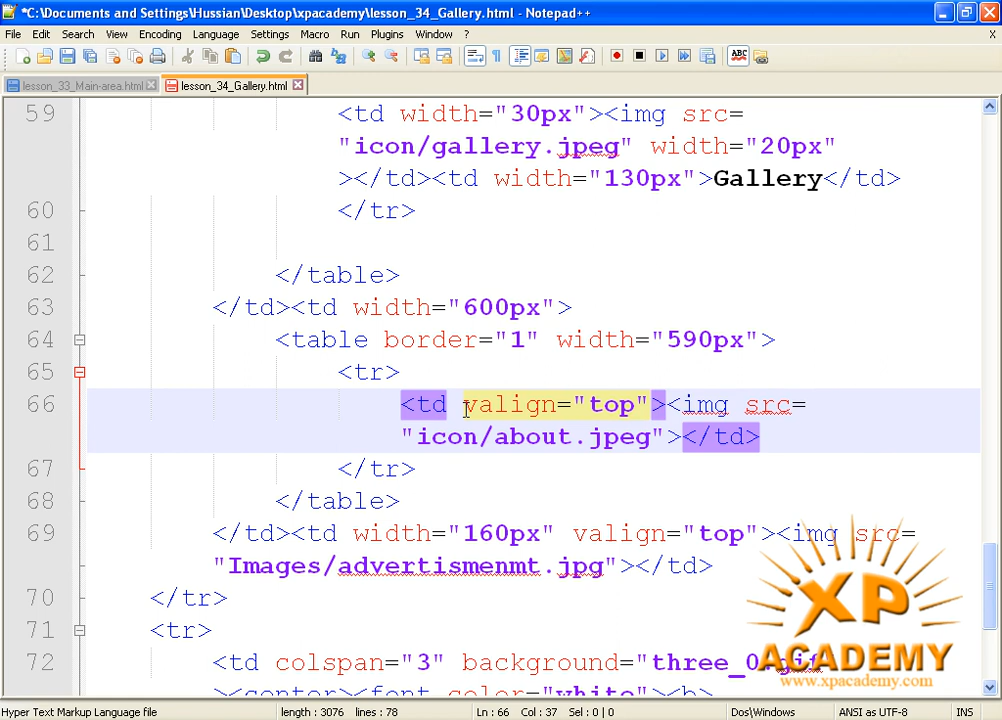 *C:\Documents and Settings\Hussian\Desktop\xpacademy\lesson_34_Gallery.html - Notepad++
File Edit Search View Encoding Language Settings Macro Run Plugins Window ? X
lesson_33_Main-area.html lesson_34_Gallery.html
59 <td width="30px"><img src=
"icon/gallery.jpeg" width="20px"
></td><td width="130px">Gallery</td>
60 </tr>
61
62 </table>
63 </td><td width="600px">
64 <table border="1" width="590px">
65 <tr>
66 <td valign="top"><img src=
"icon/about.jpeg"></td>
67 </tr>
68 </table>
69 </td><td width="160px" valign="top"><img src=
"Images/advertismenmt.jpg"></td>
70 </tr>
71 <tr>
72 <td colspan="3" background="three_0.gif"
><center><font color="white"><b>
XP
ACADEMY
www.xpacademy.com
Hyper Text Markup Language file length : 3076 lines : 78 Ln : 66 Col : 37 Sel : 0 | 0 Dos\Windows ANSI as UTF-8 INS